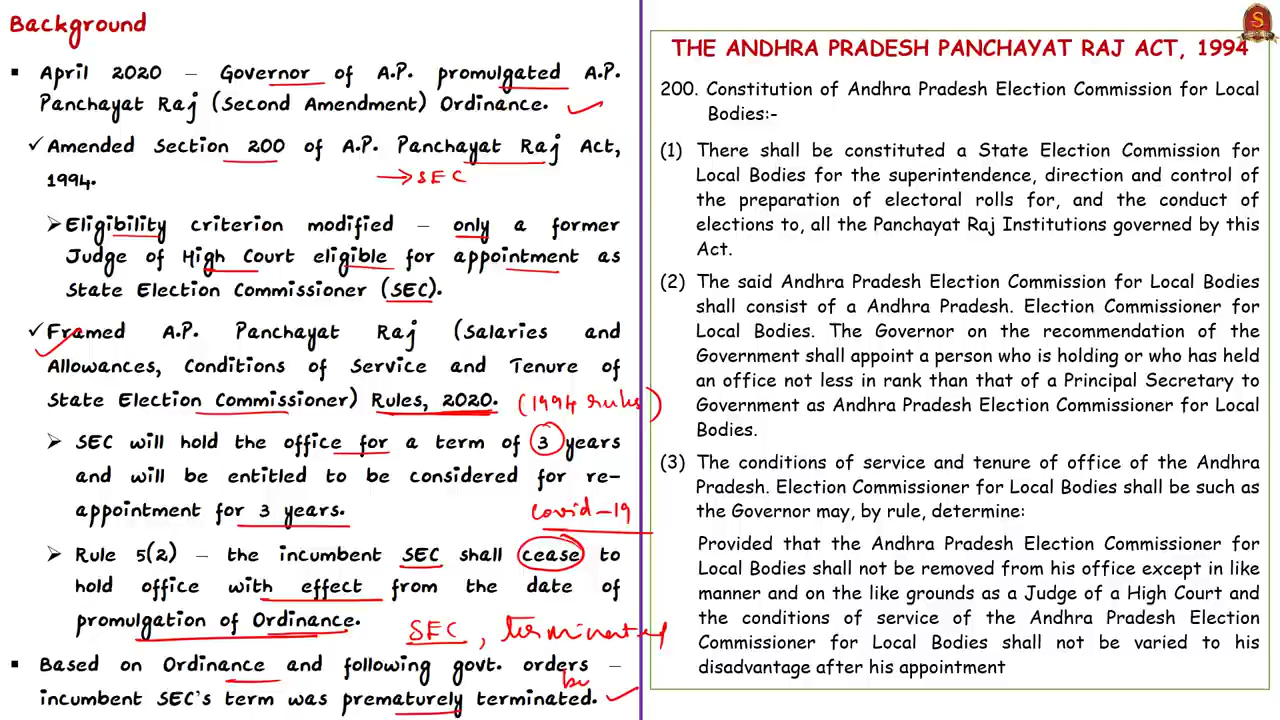 Background
▪ April 2020 – Governor of A.P. promulgated A.P.
Panchayat Raj (Second Amendment) Ordinance.
✓ Amended Section 200 of A.P. Panchayat Raj Act,
1994.
→ SEC
➢ Eligibility criterion modified – only a former
Judge of High Court eligible for appointment as
State Election Commissioner (SEC).
✓ Framed A.P. Panchayat Raj (Salaries and
Allowances, Conditions of Service and Tenure of
State Election Commissioner) Rules, 2020.
(1994 rules)
➢ SEC will hold the office for a term of 3 years
and will be entitled to be considered for re-
appointment for 3 years.
Covid-19
➢ Rule 5(2) – the incumbent SEC shall cease to
hold office with effect from the date of
promulgation of Ordinance.
SEC, terminated
▪ Based on Ordinance and following govt. orders –
incumbent SEC's term was prematurely terminated.
THE ANDHRA PRADESH PANCHAYAT RAJ ACT, 1994
200. Constitution of Andhra Pradesh Election Commission for Local
Bodies:-
(1) There shall be constituted a State Election Commission for
Local Bodies for the superintendence, direction and control of
the preparation of electoral rolls for, and the conduct of
elections to, all the Panchayat Raj Institutions governed by this
Act.
(2) The said Andhra Pradesh Election Commission for Local Bodies
shall consist of a Andhra Pradesh. Election Commissioner for
Local Bodies. The Governor on the recommendation of the
Government shall appoint a person who is holding or who has held
an office not less in rank than that of a Principal Secretary to
Government as Andhra Pradesh Election Commissioner for Local
Bodies.
(3) The conditions of service and tenure of office of the Andhra
Pradesh. Election Commissioner for Local Bodies shall be such as
the Governor may, by rule, determine:
Provided that the Andhra Pradesh Election Commissioner for
Local Bodies shall not be removed from his office except in like
manner and on the like grounds as a Judge of a High Court and
the conditions of service of the Andhra Pradesh Election
Commissioner for Local Bodies shall not be varied to his
disadvantage after his appointment